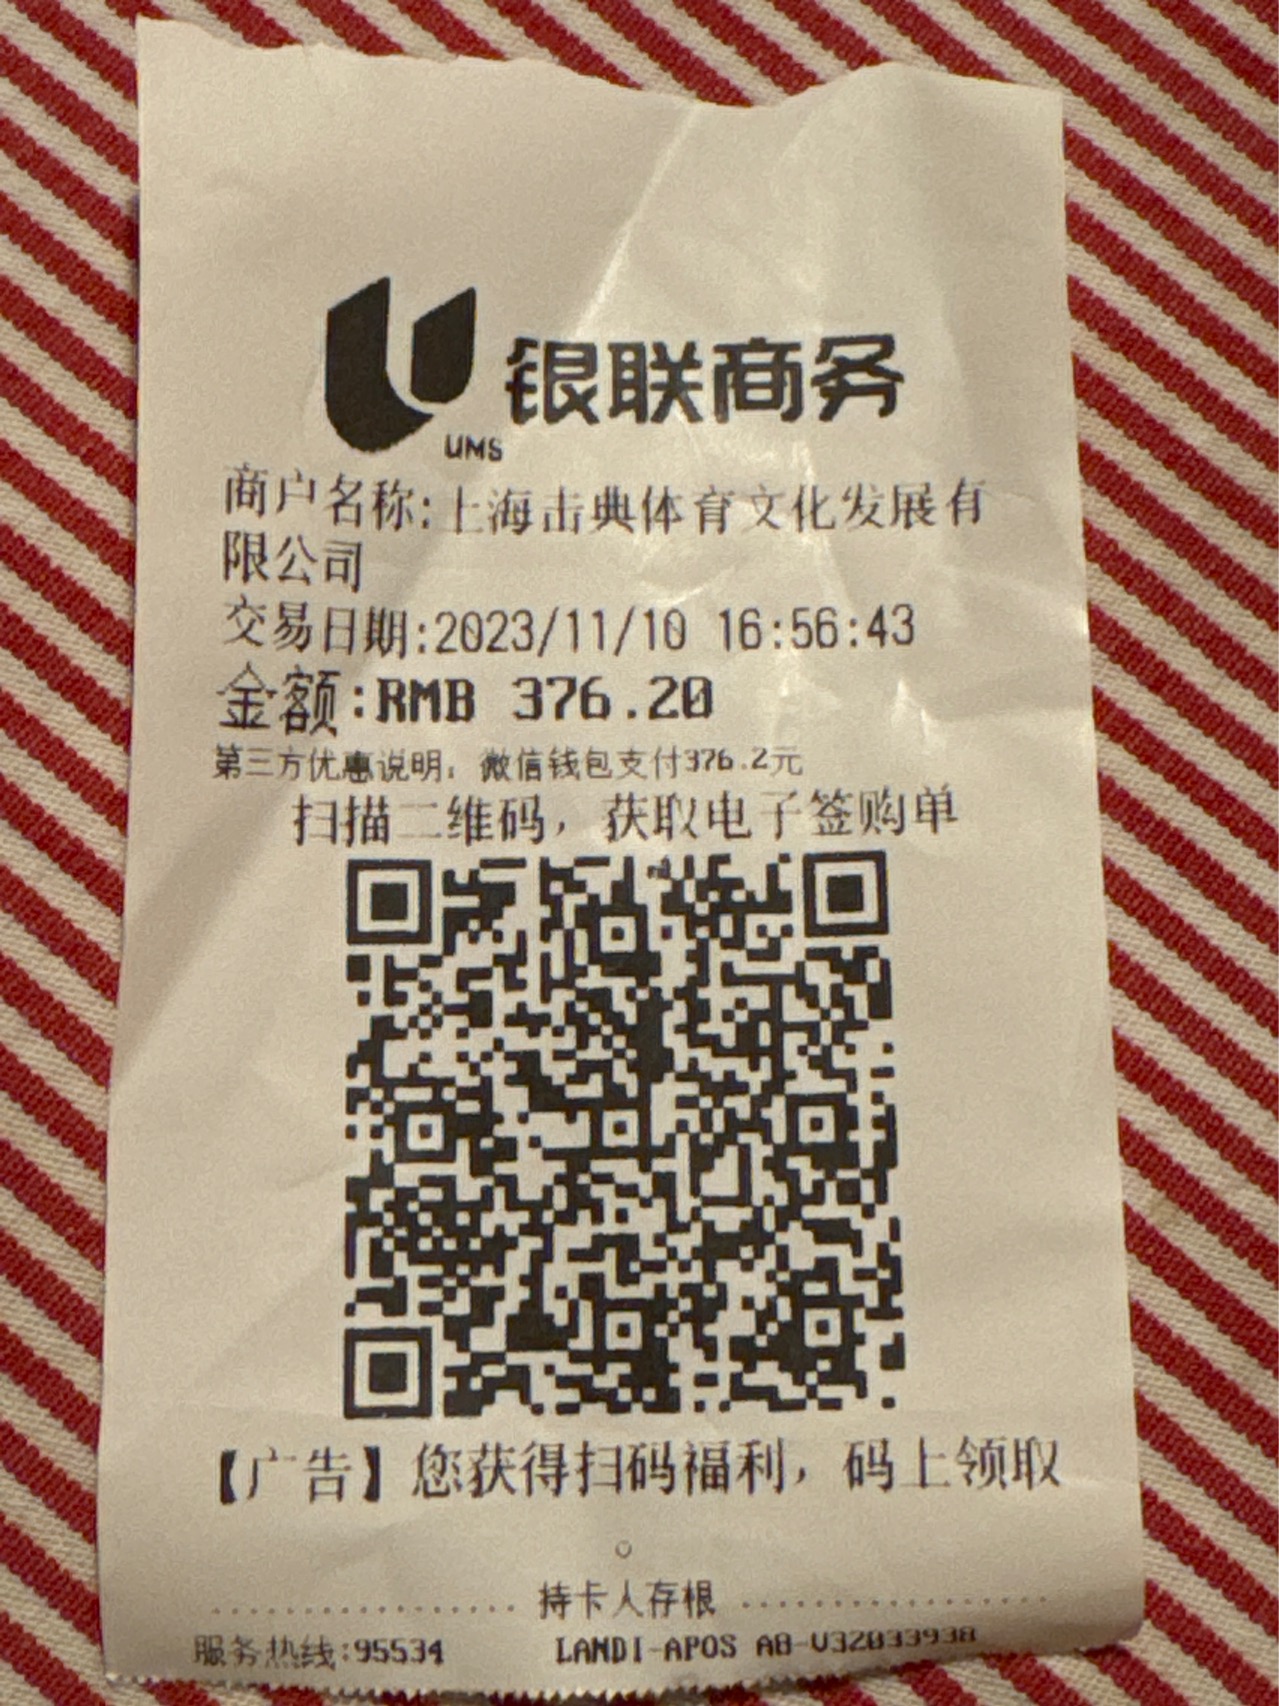 银联商务
UMS
商户名称:上海击典体育文化发展有
限公司
交易日期:2023/11/10 16:56:43
金额:RMB 376.20
第三方优惠说明: 微信钱包支付376.2元
扫描二维码, 获取电子签购单
【广告】您获得扫码福利, 码上领取
持卡人存根
服务热线:95534 LANDI-APOS A8-V32033938